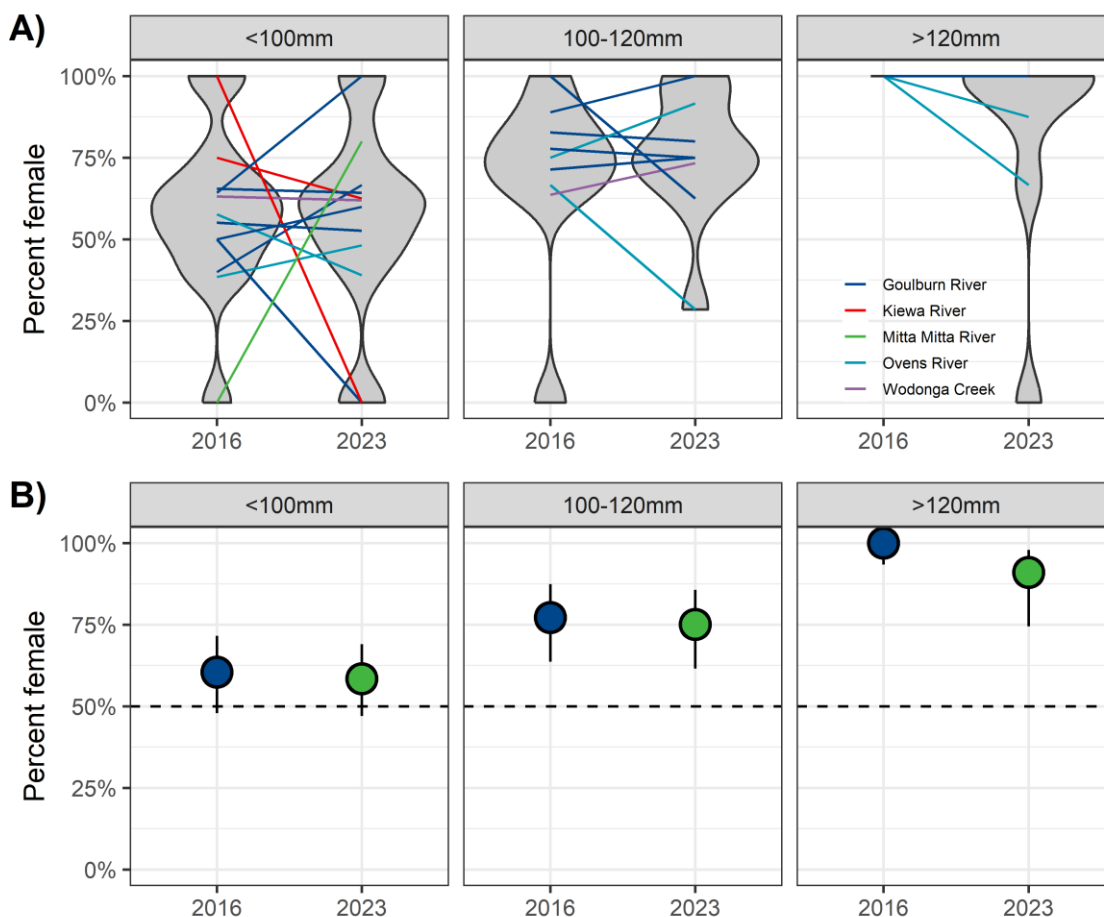 A)
<100mm
100-120mm
>120mm
Percent female
100%
75%
50%
25%
0%
Goulburn River
Kiewa River
Mitta Mitta River
Ovens River
Wodonga Creek
2016
2023
2016
2023
2016
2023
B)
<100mm
100-120mm
>120mm
Percent female
100%
75%
50%
25%
0%
2016
2023
2016
2023
2016
2023